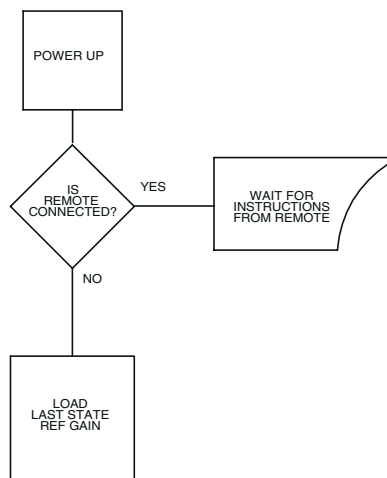 POWER UP
IS
REMOTE
CONNECTED?
YES
WAIT FOR
INSTRUCTIONS
FROM REMOTE
NO
LOAD
LAST STATE
REF GAIN